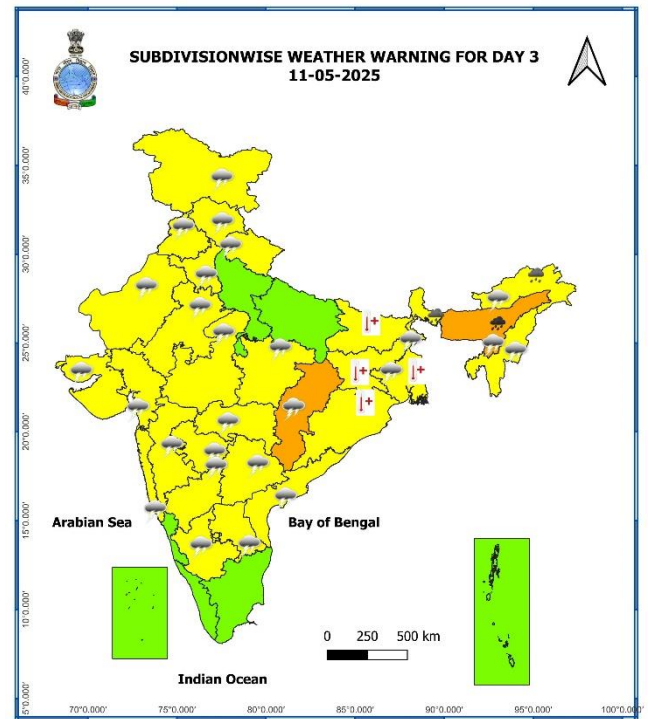 SUBDIVISIONWISE WEATHER WARNING FOR DAY 3
11-05-2025
40°0.000'
35°0.000'
30°0.000'
25°0.000'
20°0.000'
15°0.000'
10°0.000'
5°0.000'
Arabian Sea
Bay of Bengal
0 250 500 km
Indian Ocean
70°0.000' 75°0.000' 80°0.000' 85°0.000' 90°0.000' 95°0.000' 100°0.000'